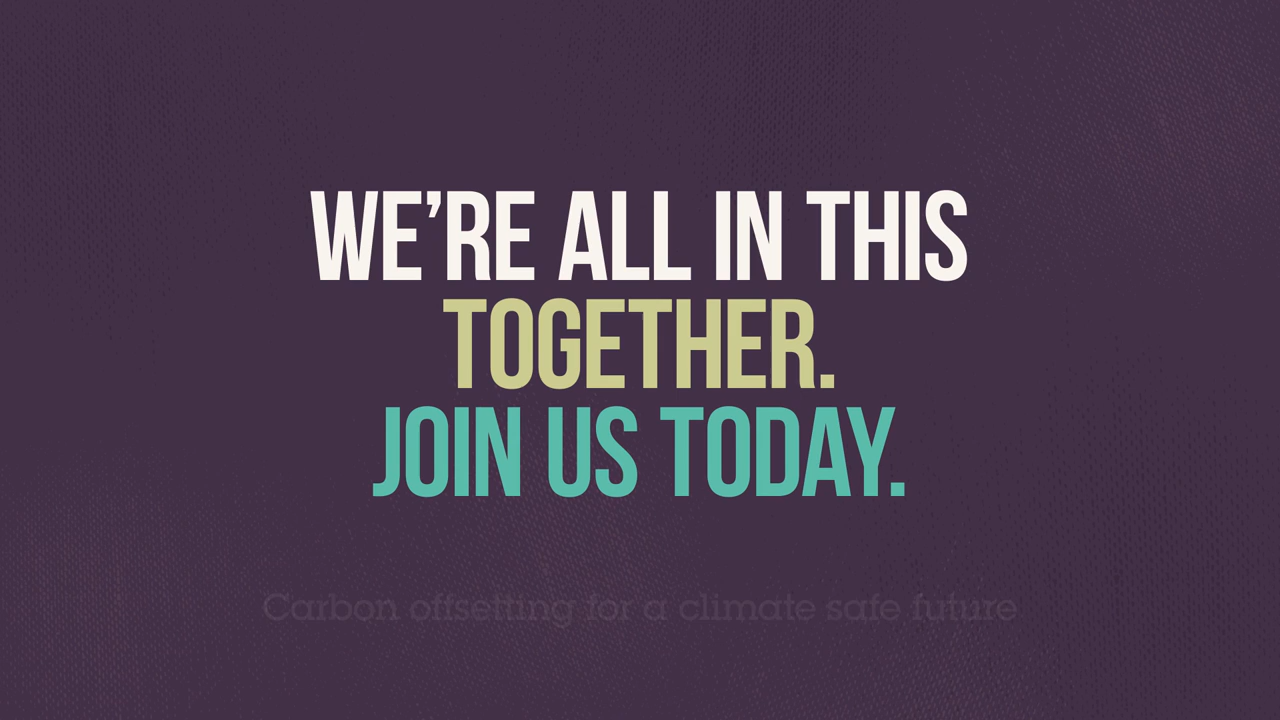 WE’RE ALL IN THIS
TOGETHER.
JOIN US TODAY.
Carbon offsetting for a climate safe future